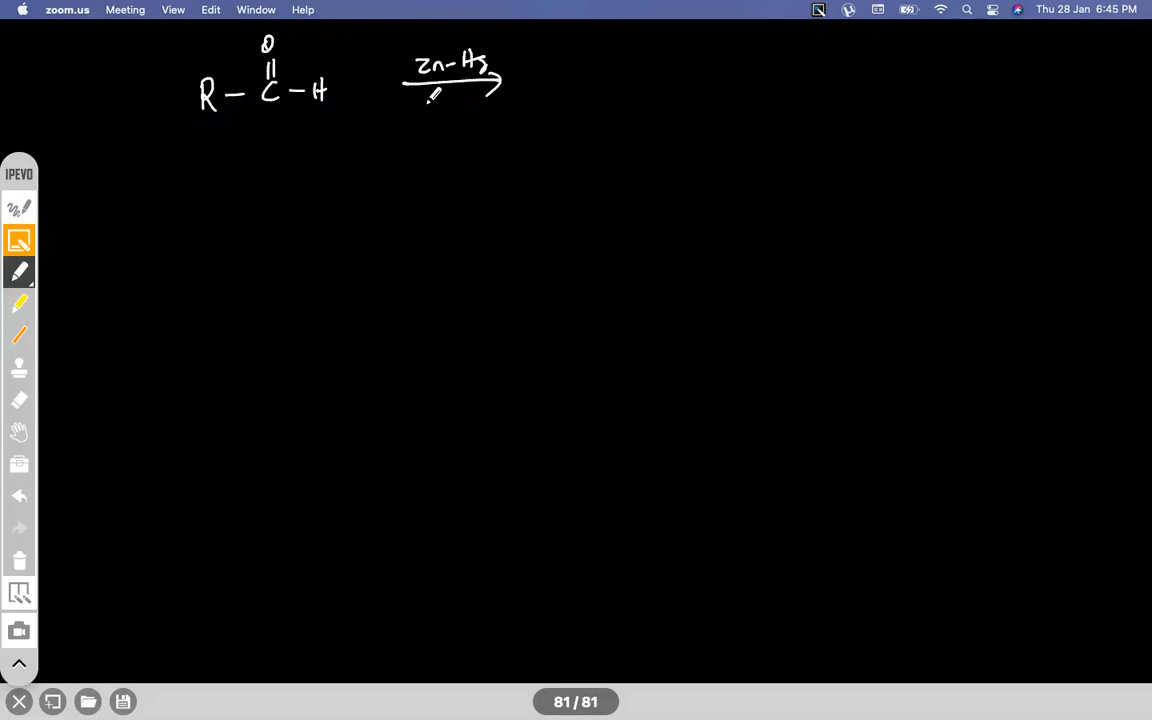 zoom.us Meeting View Edit Window Help Thu 28 Jan 6:45 PM
O
Zn-Hg
R - C - H
IPEVO
81 / 81